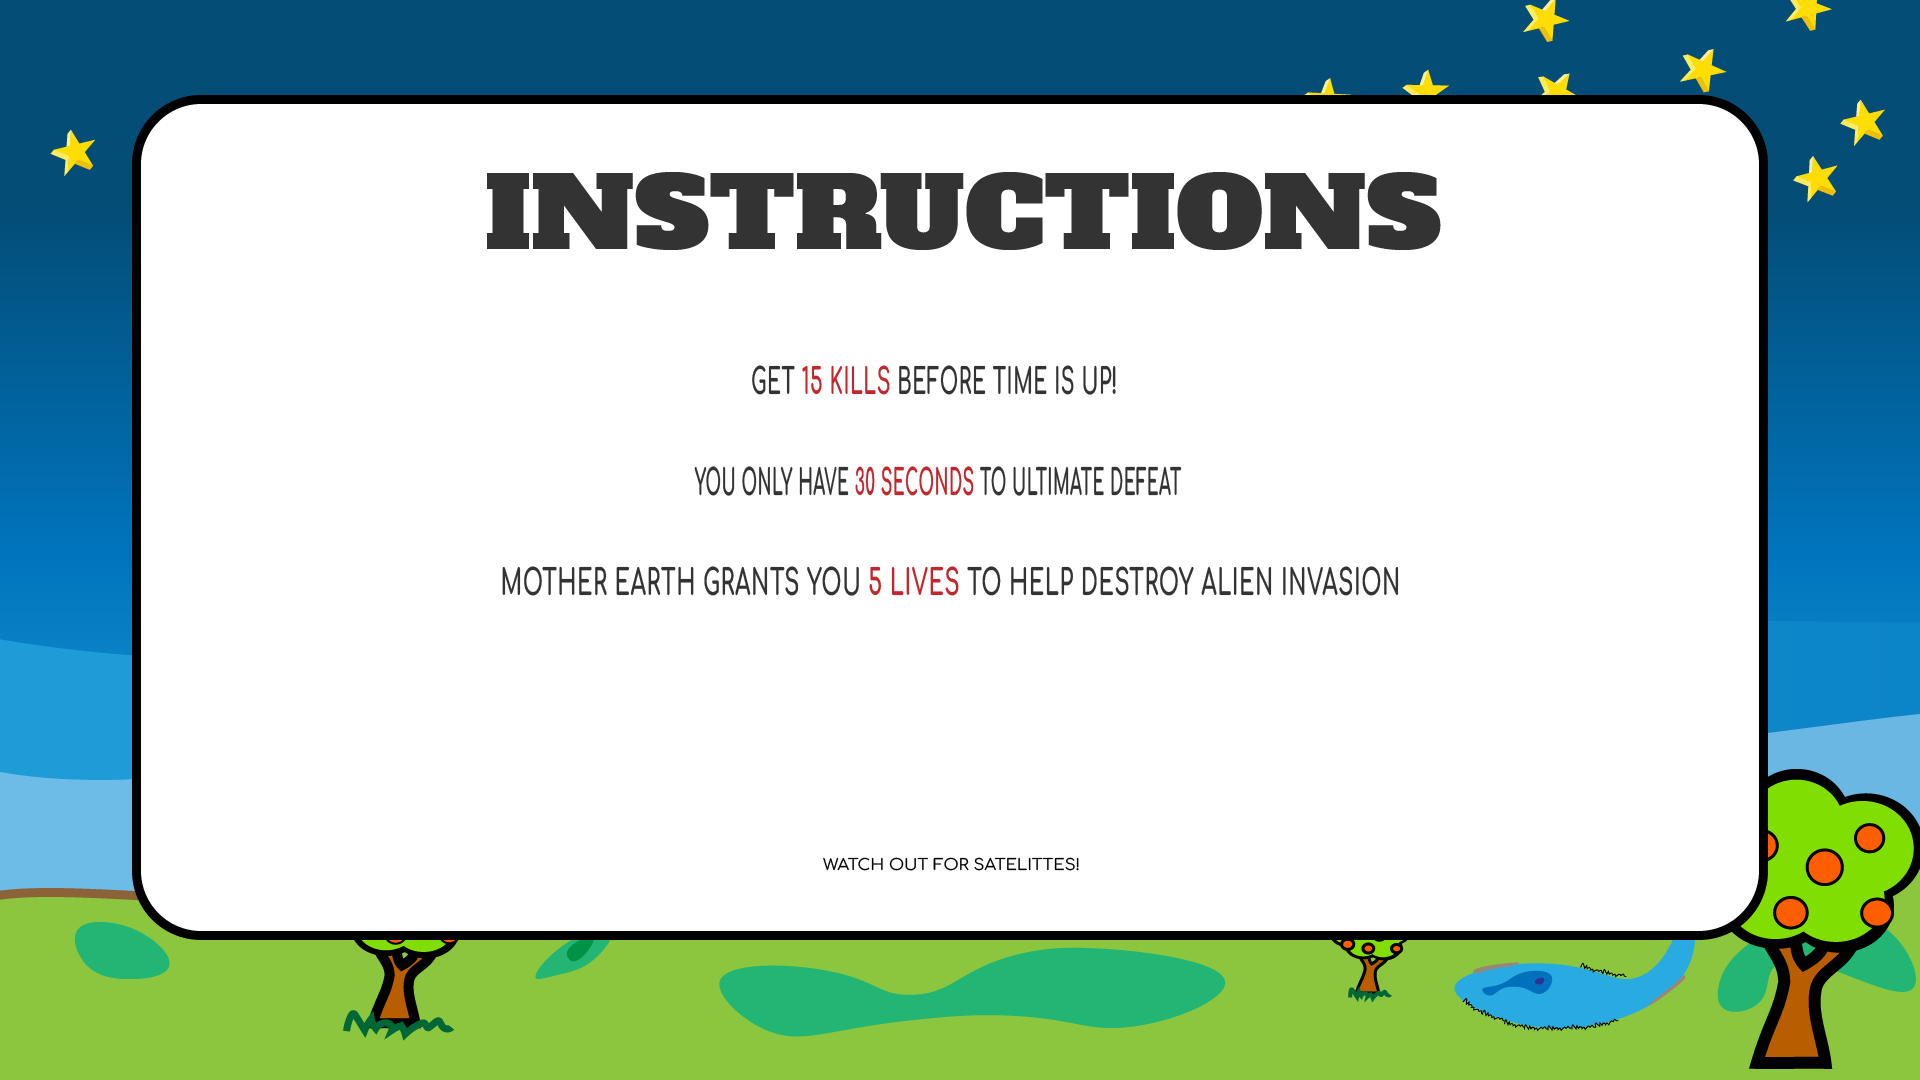 INSTRUCTIONS
GET 15 KILLS BEFORE TIME IS UP!
YOU ONLY HAVE 30 SECONDS TO ULTIMATE DEFEAT
MOTHER EARTH GRANTS YOU 5 LIVES TO HELP DESTROY ALIEN INVASION
WATCH OUT FOR SATELITTES!